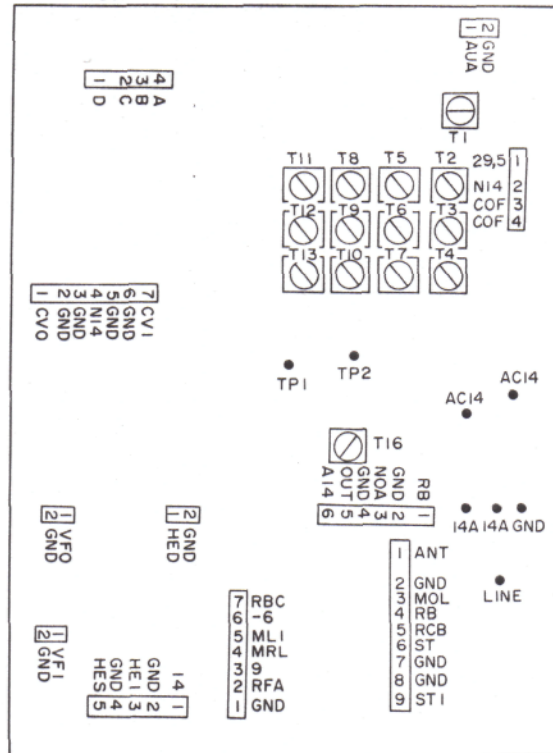 1 2
AUA GND
1 2 3 4
D C B A
T1
T11 T8 T5 T2
29,5 1
N14 2
COF 3
COF 4
T12 T9 T6 T3
T13 T10 T7 T4
1 2 3 4 5 6 7
CV0 GND GND N14 GND GND CV1
TP1 TP2
AC14
AC14
T16
A14 OUT GND NOA GND RB
6 5 4 3 2 1
2 1
GND VF0
1 2
HED GND
14A 14A GND
LINE
1 ANT
2 GND
3 MOL
4 RB
5 RCB
6 ST
7 GND
8 GND
9 ST1
7 RBC
6 -6
5 ML1
4 MRL
3 9
2 RFA
1 GND
2 1
GND VF1
HES GND HE1 GND 14
5 4 3 2 1